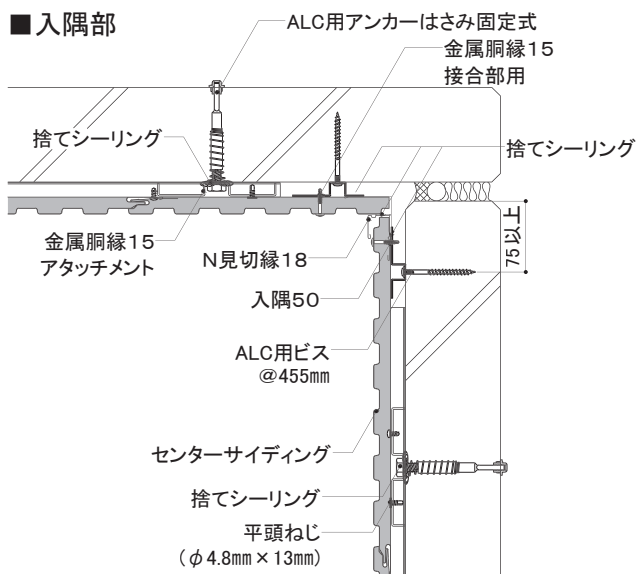 ■入隅部
ALC用アンカーはさみ固定式
金属胴縁15
接合部用
捨てシーリング
捨てシーリング
金属胴縁15
アタッチメント
N見切縁18
75以上
入隅50
ALC用ビス
@455mm
センターサイディング
捨てシーリング
平頭ねじ
(φ4.8mm×13mm)